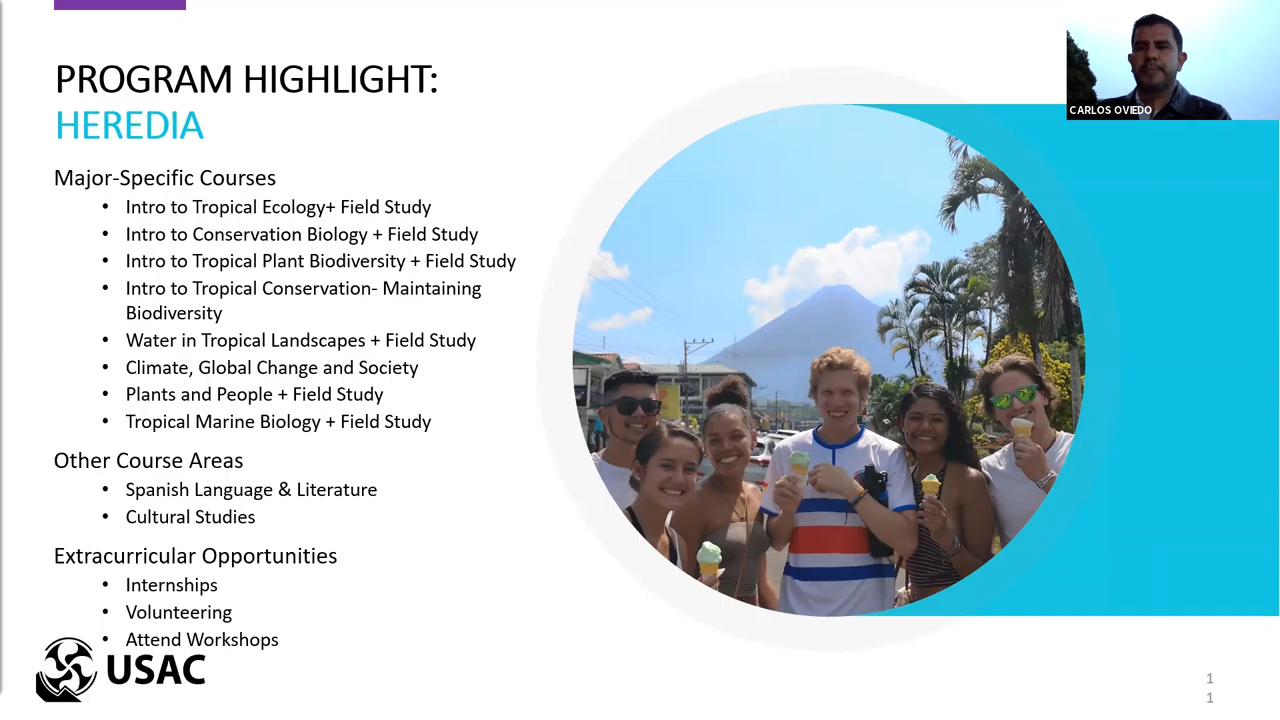 PROGRAM HIGHLIGHT:
HEREDIA
Major-Specific Courses
• Intro to Tropical Ecology+ Field Study
• Intro to Conservation Biology + Field Study
• Intro to Tropical Plant Biodiversity + Field Study
• Intro to Tropical Conservation- Maintaining
Biodiversity
• Water in Tropical Landscapes + Field Study
• Climate, Global Change and Society
• Plants and People + Field Study
• Tropical Marine Biology + Field Study
Other Course Areas
• Spanish Language & Literature
• Cultural Studies
Extracurricular Opportunities
• Internships
• Volunteering
• Attend Workshops
USAC
CARLOS OVIEDO
1
1